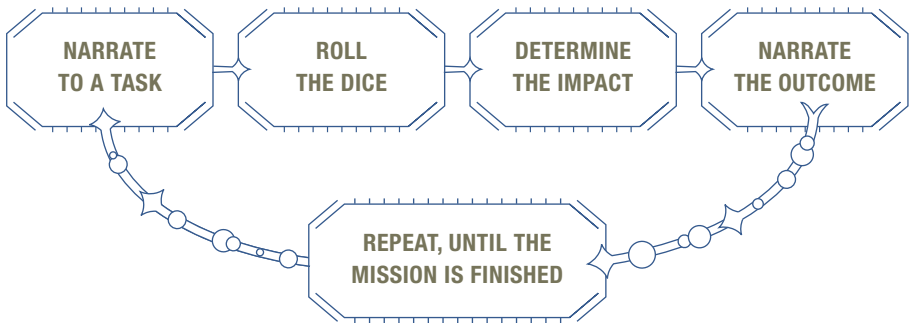 NARRATE
TO A TASK
ROLL
THE DICE
DETERMINE
THE IMPACT
NARRATE
THE OUTCOME
REPEAT, UNTIL THE
MISSION IS FINISHED